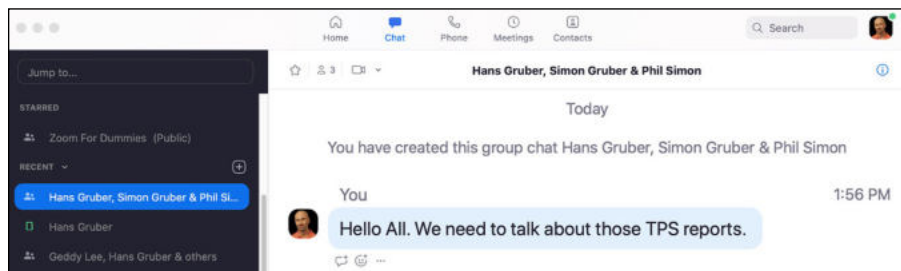 Home Chat Phone Meetings Contacts Search
Jump to...
3 Hans Gruber, Simon Gruber & Phil Simon
STARRED
Zoom For Dummies (Public)
RECENT
Hans Gruber, Simon Gruber & Phil Si...
Hans Gruber
Geddy Lee, Hans Gruber & others
Today
You have created this group chat Hans Gruber, Simon Gruber & Phil Simon
You 1:56 PM
Hello All. We need to talk about those TPS reports.